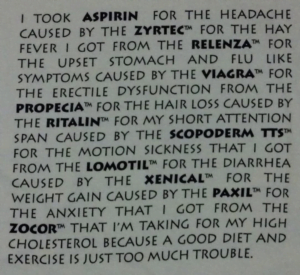 I TOOK ASPIRIN FOR THE HEADACHE
CAUSED BY THE ZYRTEC™ FOR THE HAY
FEVER I GOT FROM THE RELENZA™ FOR
THE UPSET STOMACH AND FLU LIKE
SYMPTOMS CAUSED BY THE VIAGRA™ FOR
THE ERECTILE DYSFUNCTION FROM THE
PROPECIA™ FOR THE HAIR LOSS CAUSED BY
THE RITALIN™ FOR MY SHORT ATTENTION
SPAN CAUSED BY THE SCOPODERM TTS™
FOR THE MOTION SICKNESS THAT I GOT
FROM THE LOMOTIL™ FOR THE DIARRHEA
CAUSED BY THE XENICAL™ FOR THE
WEIGHT GAIN CAUSED BY THE PAXIL™ FOR
THE ANXIETY THAT I GOT FROM THE
ZOCOR™ THAT I'M TAKING FOR MY HIGH
CHOLESTEROL BECAUSE A GOOD DIET AND
EXERCISE IS JUST TOO MUCH TROUBLE.